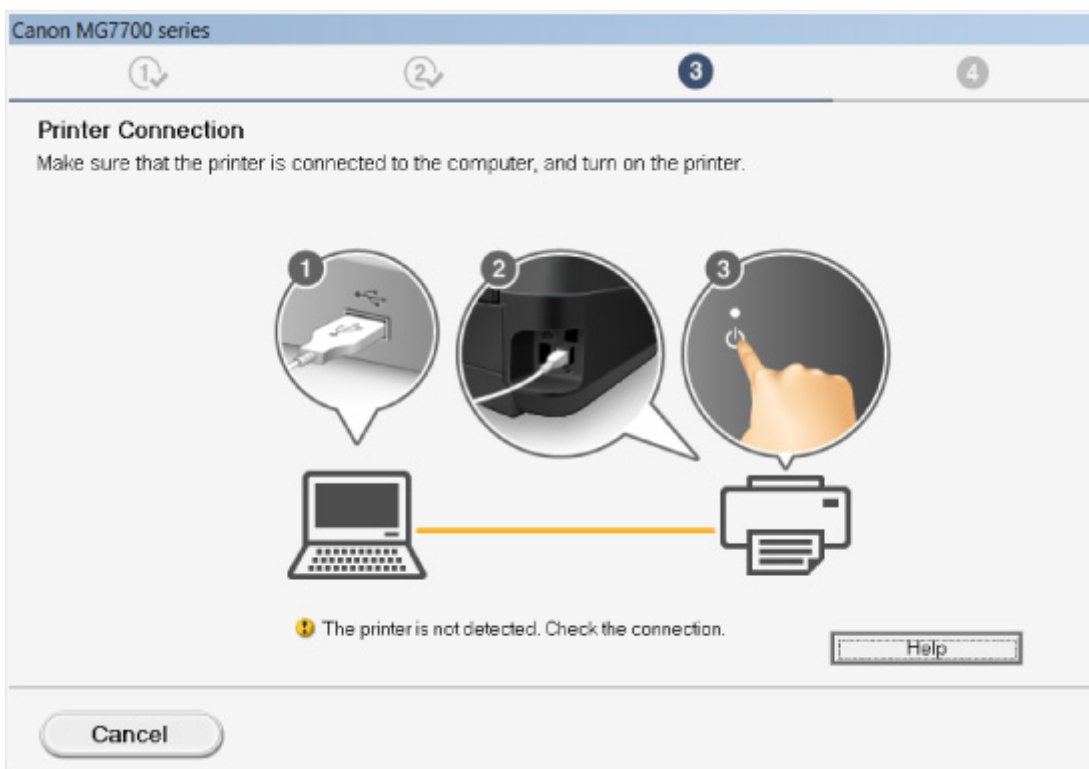 Canon MG7700 series
1
2
3
4
Printer Connection
Make sure that the printer is connected to the computer, and turn on the printer.
1
2
3
The printer is not detected. Check the connection.
Help
Cancel